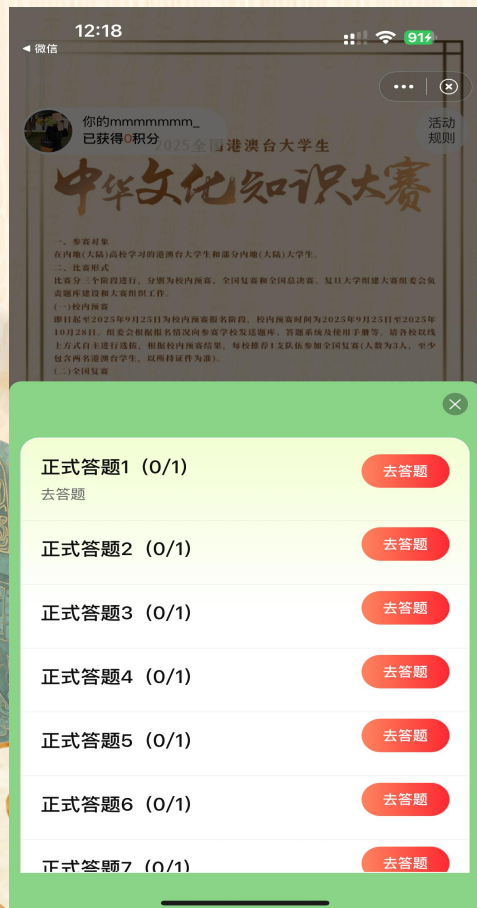 12:18
91
◀ 微信
你的mmmmmmm_
已获得0积分
活动
规则
2025全国港澳台大学生
中华文化知识大赛
一、参赛对象
在内地(大陆)高校学习的港澳台大学生和部分内地(大陆)大学生。
二、比赛形式
比赛分三个阶段进行，分别为校内预赛、全国复赛和全国总决赛。复旦大学组建大赛组委会负
责题库建设和大赛组织工作。
(一)校内预赛
即日起至2025年9月25日为校内预赛报名阶段，校内预赛时间为2025年9月25日至2025年
10月28日。组委会根据报名情况向参赛学校发送题库、答题系统及使用手册等。请各校以线
上方式自主进行选拔，根据校内预赛结果，每校推荐1支队伍参加全国复赛(人数为3人，至少
包含两名港澳台学生，以所持证件为准)。
(二)全国复赛
正式答题1（0/1）
去答题
去答题
正式答题2（0/1）
去答题
正式答题3（0/1）
去答题
正式答题4（0/1）
去答题
正式答题5（0/1）
去答题
正式答题6（0/1）
去答题
正式答题7（0/1）
去答题